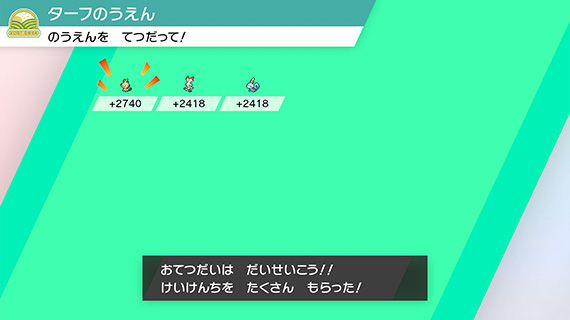 ターフのうえん
のうえんを　てつだって！
+2740
+2418
+2418
おてつだいは　だいせいこう！！
けいけんちを　たくさん　もらった！